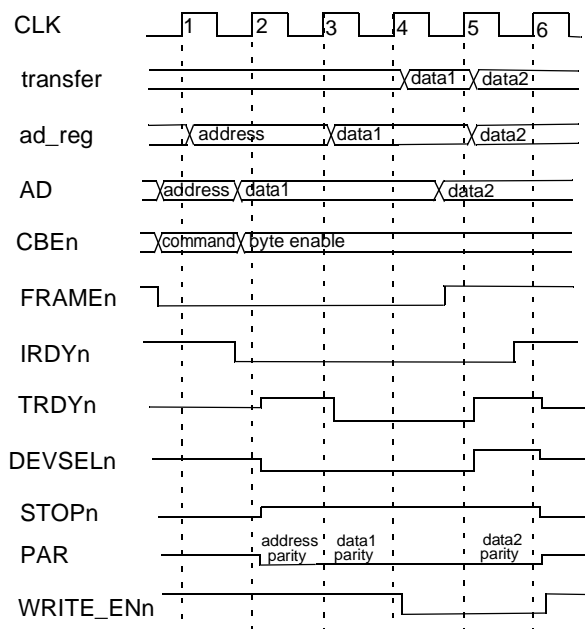 CLK 1 2 3 4 5 6
transfer data1 data2
ad_reg address data1 data2
AD address data1 data2
CBEn command byte enable
FRAMEn
IRDYn
TRDYn
DEVSELn
STOPn
PAR address parity data1 parity data2 parity
WRITE_ENn